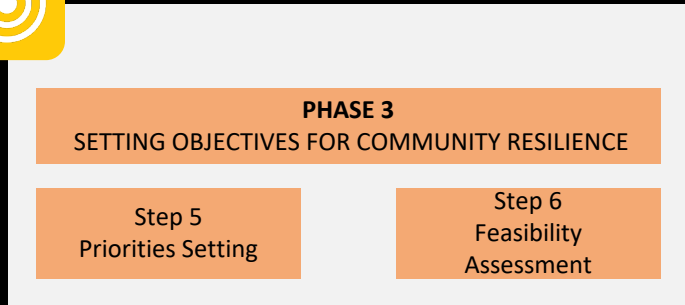 PHASE 3
SETTING OBJECTIVES FOR COMMUNITY RESILIENCE
Step 5
Priorities Setting
Step 6
Feasibility
Assessment